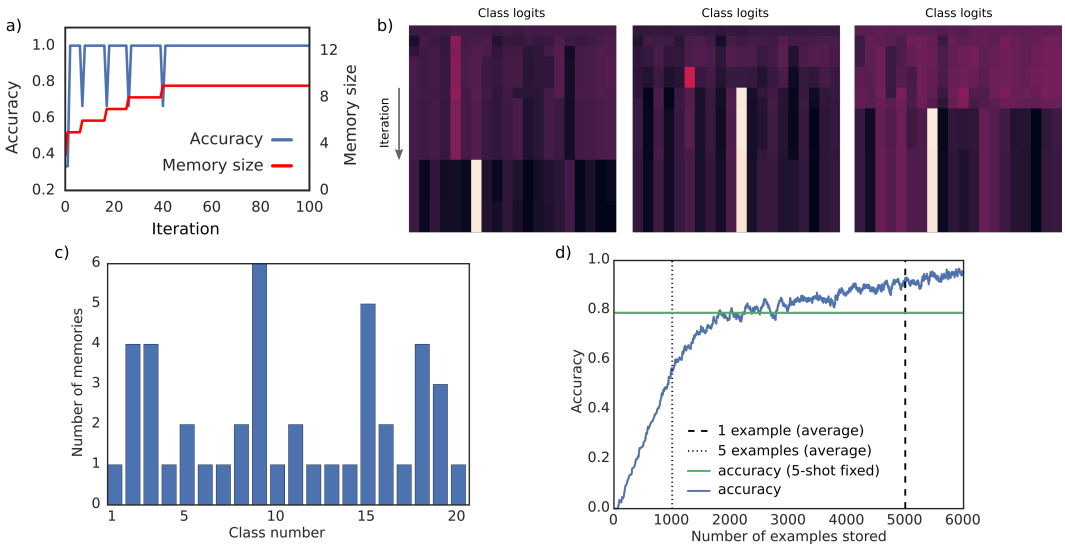 a)
1.0
0.8
0.6
0.4
0.2
Accuracy
12
8
4
0
Memory size
Accuracy
Memory size
0 20 40 60 80 100
Iteration
b)
Class logits Class logits Class logits
Iteration
c)
6
5
4
3
2
1
0
Number of memories
1 5 10 15 20
Class number
d)
1.0
0.8
0.6
0.4
0.2
0.0
Accuracy
1 example (average)
5 examples (average)
accuracy (5-shot fixed)
accuracy
0 1000 2000 3000 4000 5000 6000
Number of examples stored